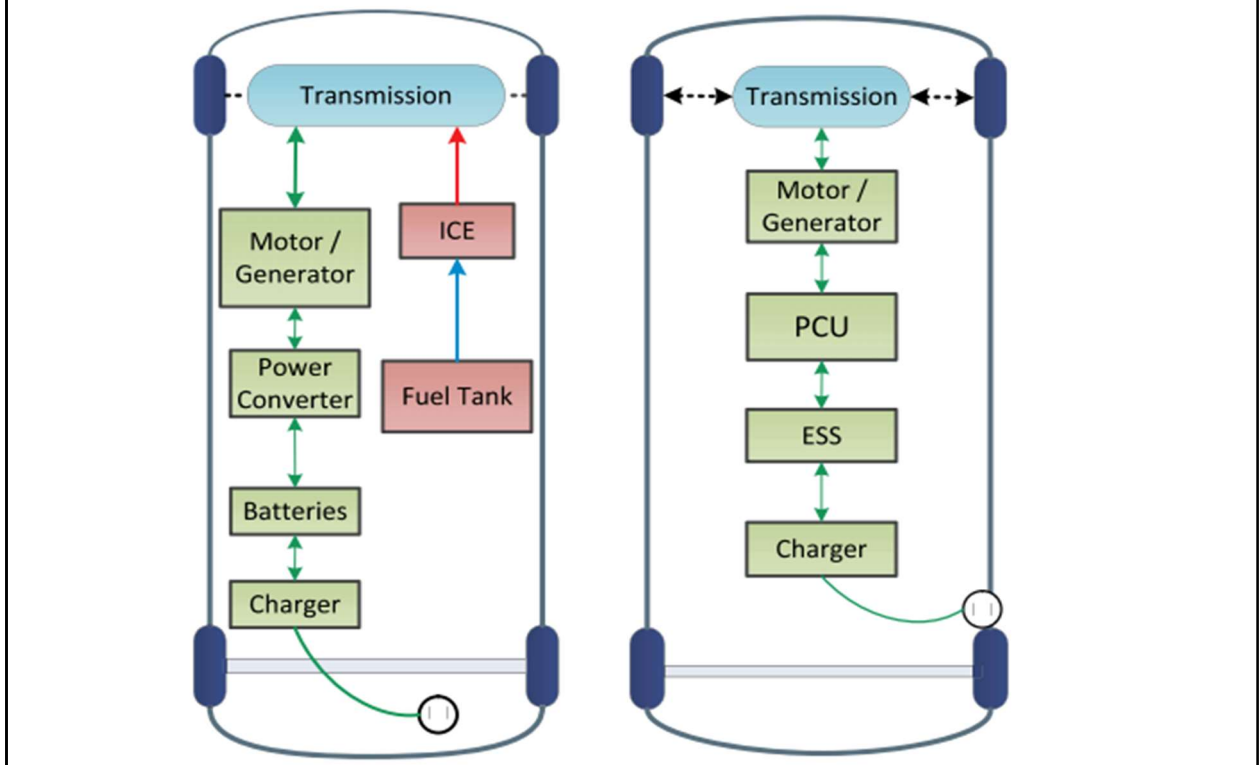 Transmission
Motor /
Generator
ICE
Power
Converter
Fuel Tank
Batteries
Charger
Transmission
Motor /
Generator
PCU
ESS
Charger